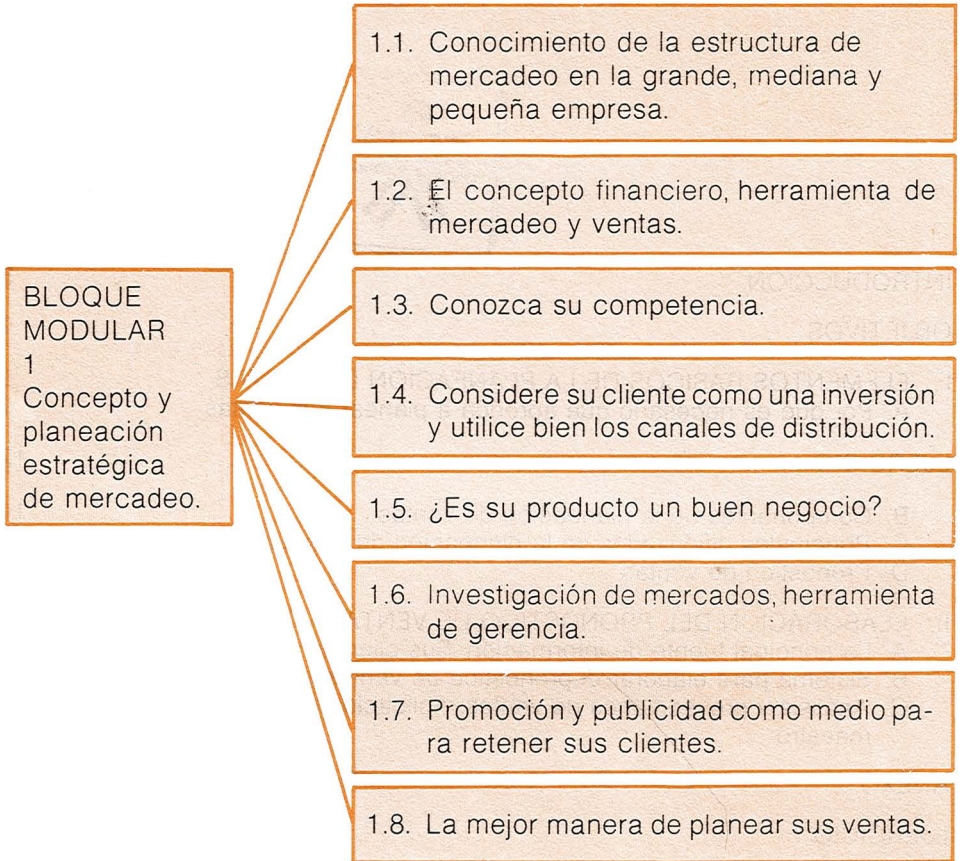 BLOQUE
MODULAR
1
Concepto y
planeación
estratégica
de mercadeo.
1.1. Conocimiento de la estructura de
mercadeo en la grande, mediana y
pequeña empresa.
1.2. El concepto financiero, herramienta de
mercadeo y ventas.
1.3. Conozca su competencia.
1.4. Considere su cliente como una inversión
y utilice bien los canales de distribución.
1.5. ¿Es su producto un buen negocio?
1.6. Investigación de mercados, herramienta
de gerencia.
1.7. Promoción y publicidad como medio pa-
ra retener sus clientes.
1.8. La mejor manera de planear sus ventas.